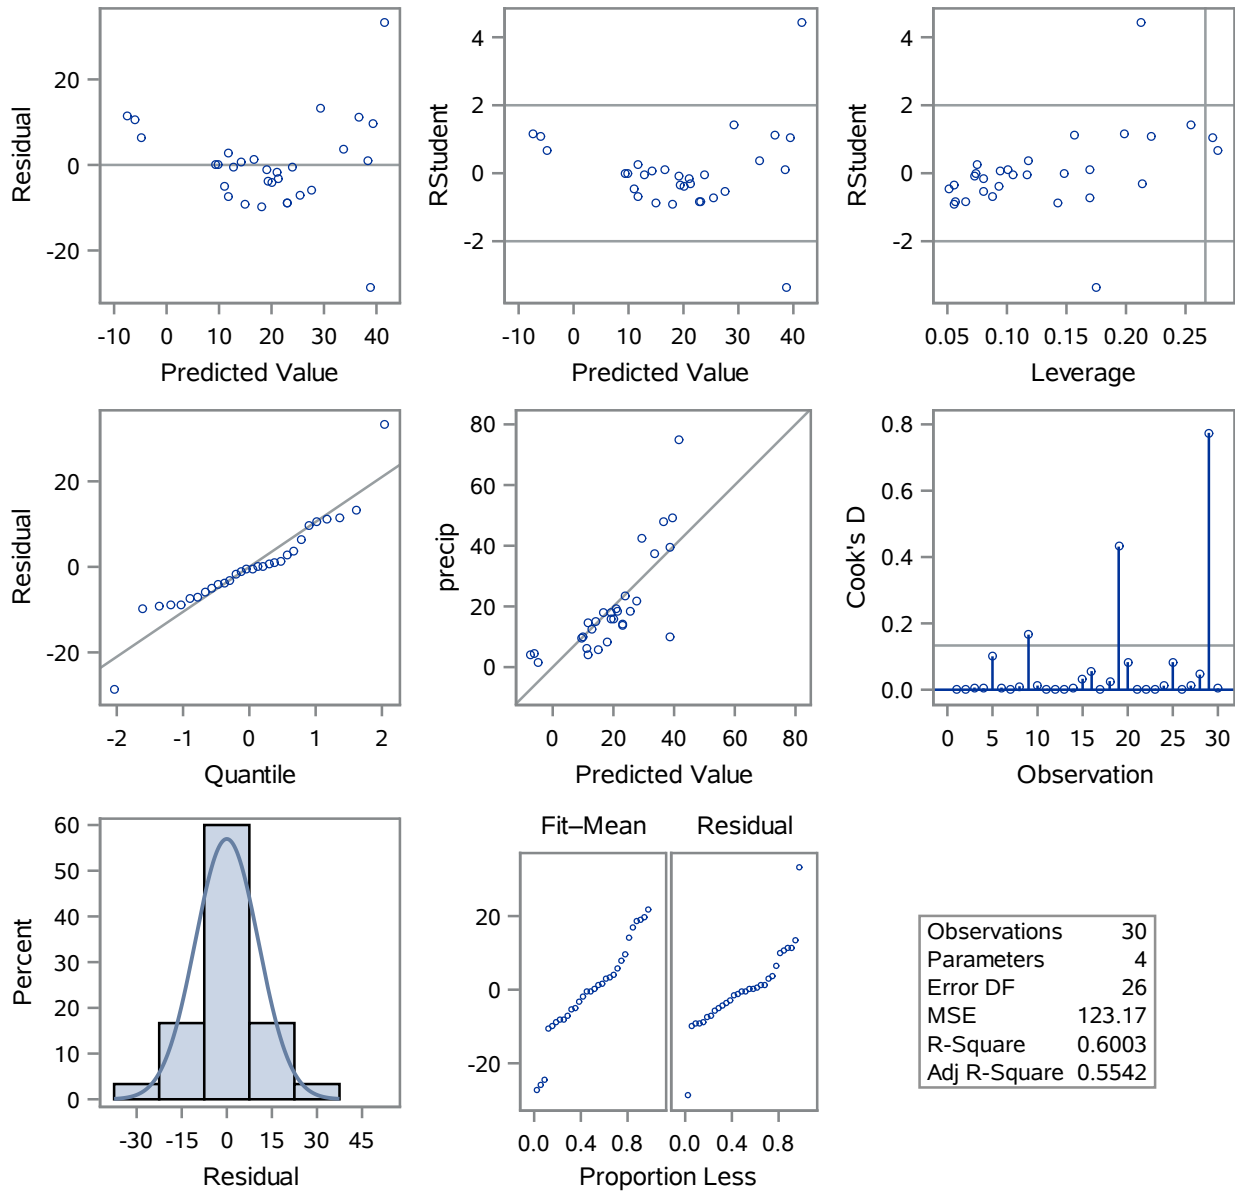 Residual
20
0
-20
-10 0 10 20 30 40
Predicted Value
RStudent
4
2
0
-2
-10 0 10 20 30 40
Predicted Value
RStudent
4
2
0
-2
0.05 0.10 0.15 0.20 0.25
Leverage
Residual
20
0
-20
-2 -1 0 1 2
Quantile
precip
80
60
40
20
0
0 20 40 60 80
Predicted Value
Cook's D
0.8
0.6
0.4
0.2
0.0
0 5 10 15 20 25 30
Observation
Percent
60
50
40
30
20
10
0
-30 -15 0 15 30 45
Residual
Fit–Mean Residual
20
0
-20
0.0 0.4 0.8 0.0 0.4 0.8
Proportion Less
Observations 30
Parameters 4
Error DF 26
MSE 123.17
R-Square 0.6003
Adj R-Square 0.5542